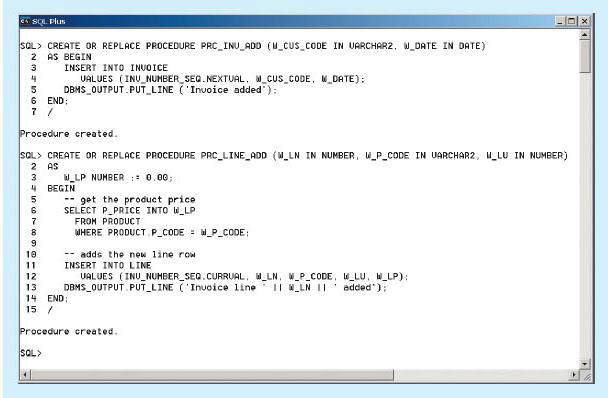 SQL Plus
SQL> CREATE OR REPLACE PROCEDURE PRC_INV_ADD (W_CUS_CODE IN VARCHAR2, W_DATE IN DATE)
2 AS BEGIN
3 INSERT INTO INVOICE
4 VALUES (INV_NUMBER_SEQ.NEXTVAL, W_CUS_CODE, W_DATE);
5 DBMS_OUTPUT.PUT_LINE ('Invoice added');
6 END;
7 /
Procedure created.
SQL> CREATE OR REPLACE PROCEDURE PRC_LINE_ADD (W_LN IN NUMBER, W_P_CODE IN VARCHAR2, W_LU IN NUMBER)
2 AS
3 W_LP NUMBER := 0.00;
4 BEGIN
5 -- get the product price
6 SELECT P_PRICE INTO W_LP
7 FROM PRODUCT
8 WHERE PRODUCT.P_CODE = W_P_CODE;
9
10 -- adds the new line row
11 INSERT INTO LINE
12 VALUES (INV_NUMBER_SEQ.CURRVAL, W_LN, W_P_CODE, W_LU, W_LP);
13 DBMS_OUTPUT.PUT_LINE ('Invoice line ' || W_LN || ' added');
14 END;
15 /
Procedure created.
SQL>